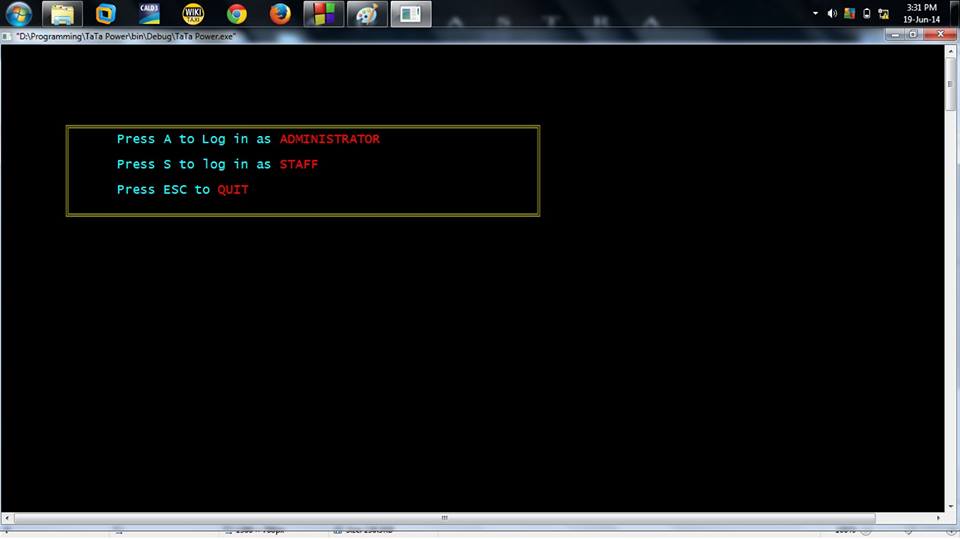 CALD3
WIKI
TAXI
A S T R A
3:31 PM
19-Jun-14
"D:\Programming\TaTa Power\bin\Debug\TaTa Power.exe"
Press A to Log in as ADMINISTRATOR
Press S to log in as STAFF
Press ESC to QUIT